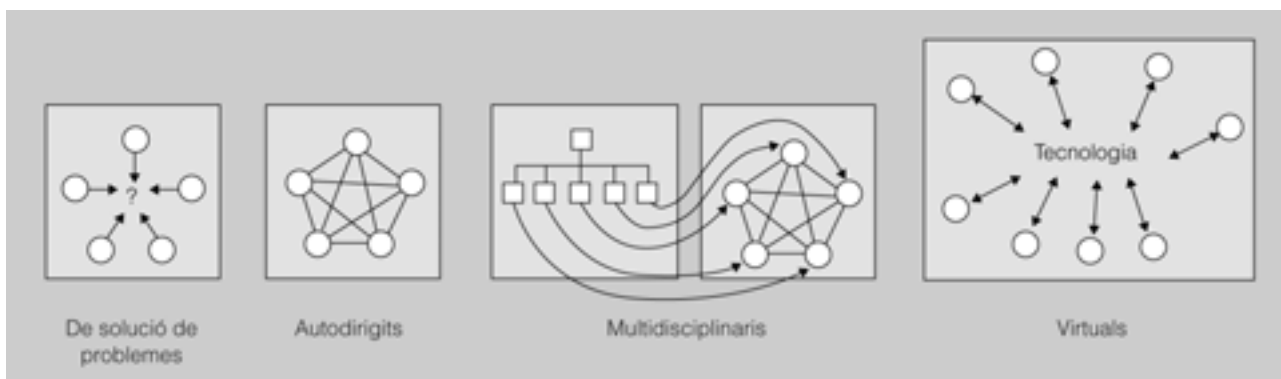 ?
Tecnologia
De solució de
problemes
Autodirigits
Multidisciplinaris
Virtuals